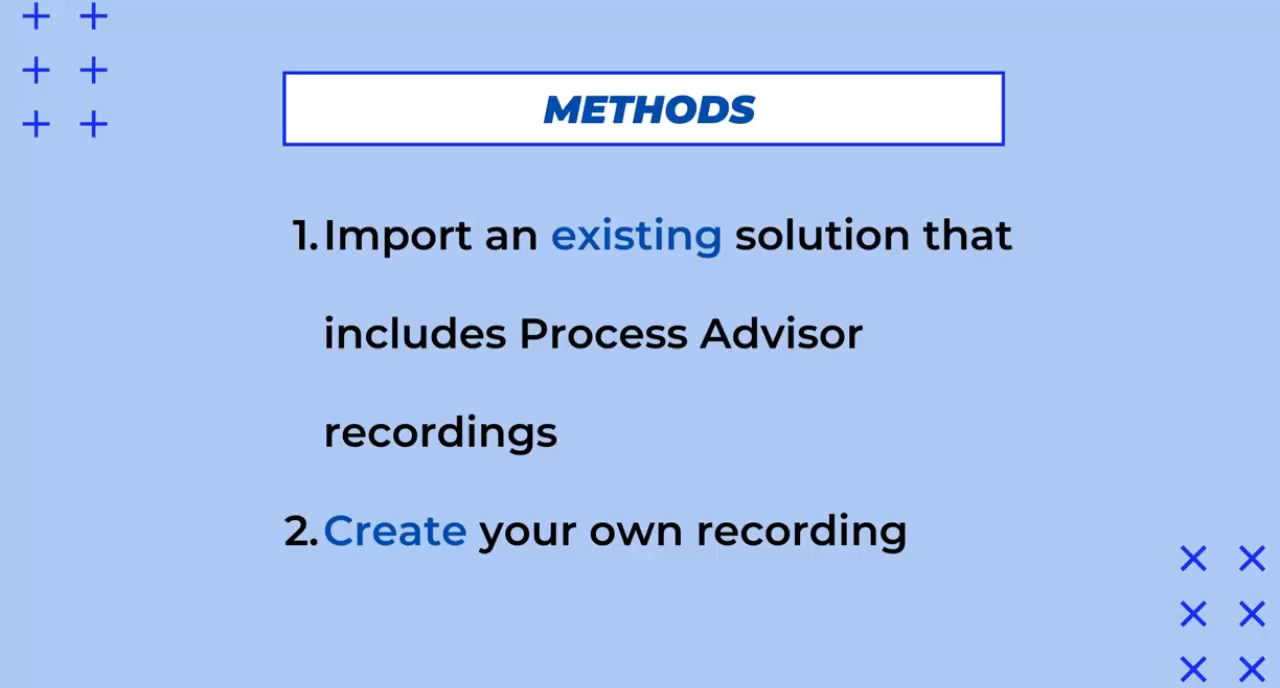 METHODS
1. Import an existing solution that
includes Process Advisor
recordings
2. Create your own recording